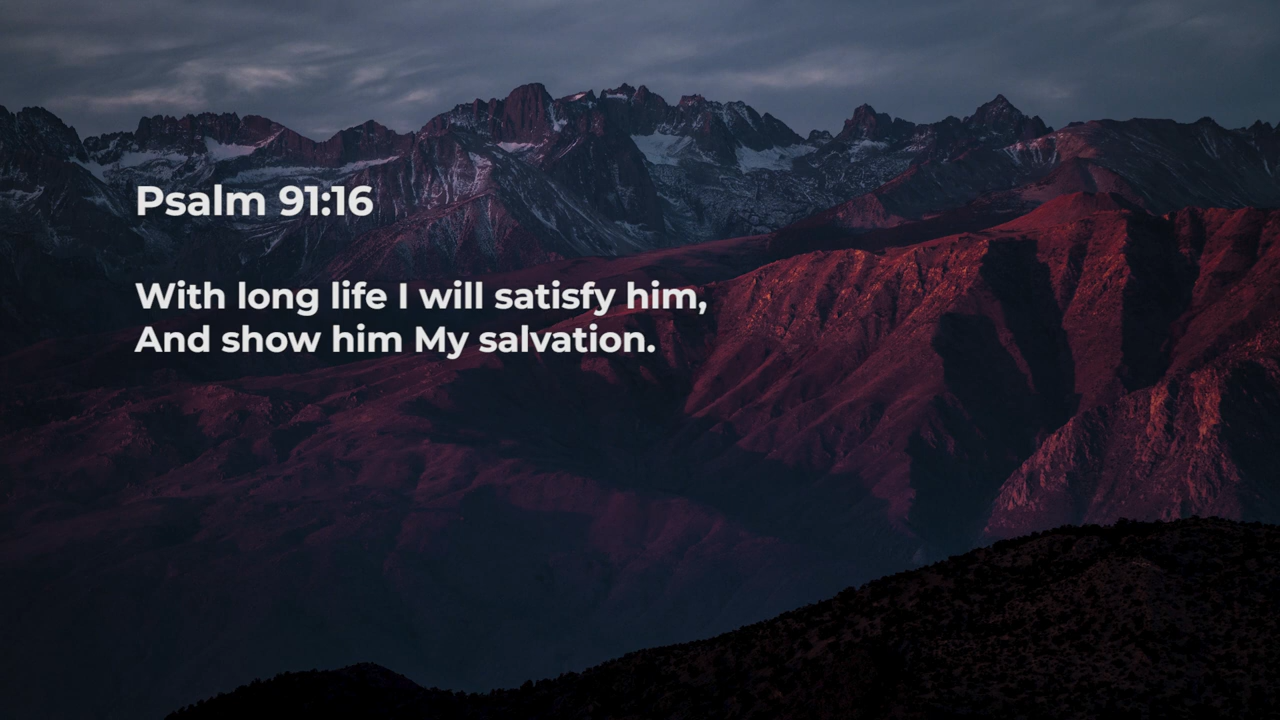 Psalm 91:16
With long life I will satisfy him,
And show him My salvation.